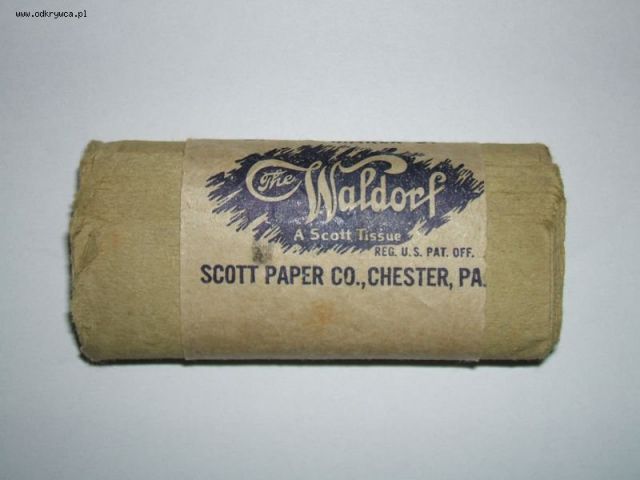 www.odkrywca.pl
The Waldorf
A Scott Tissue
REG. U.S. PAT. OFF.
SCOTT PAPER CO., CHESTER, PA.